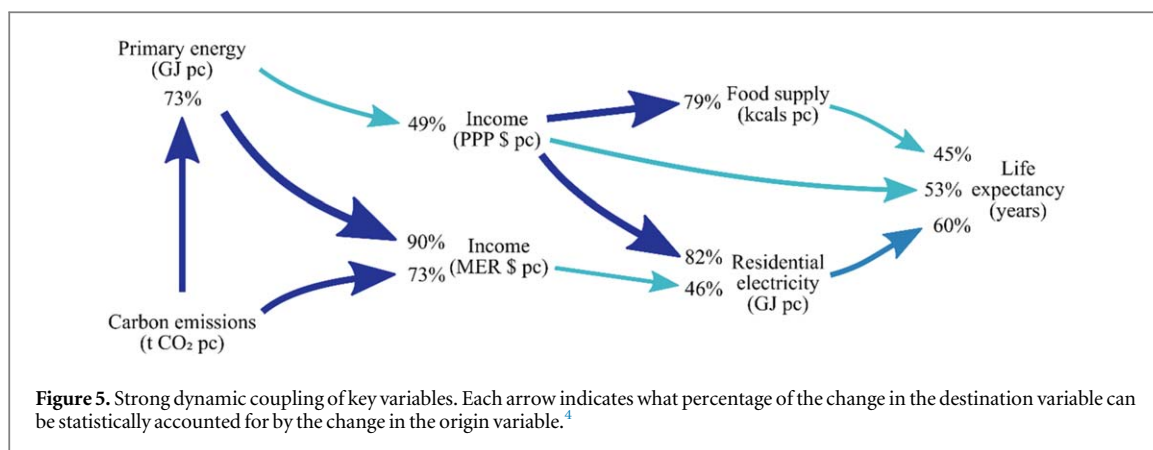 Primary energy
(GJ pc)
73%
49%
Income
(PPP $ pc)
79%
Food supply
(kcals pc)
45%
53%
60%
Life
expectancy
(years)
90%
73%
Income
(MER $ pc)
82%
46%
Residential
electricity
(GJ pc)
Carbon emissions
(t CO₂ pc)
Figure 5. Strong dynamic coupling of key variables. Each arrow indicates what percentage of the change in the destination variable can
be statistically accounted for by the change in the origin variable.⁴